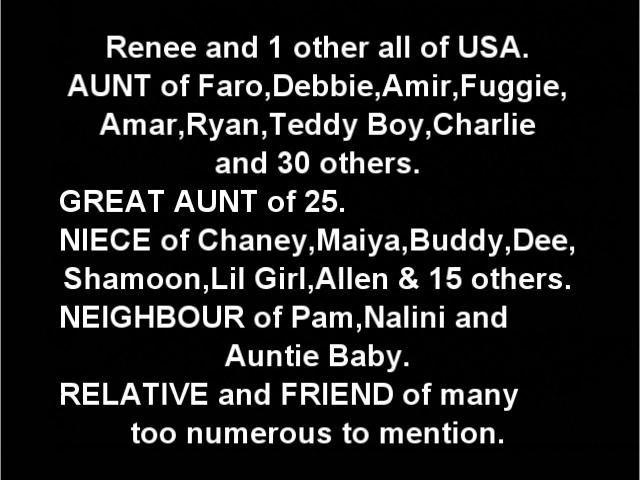 Renee and 1 other all of USA.
AUNT of Faro,Debbie,Amir,Fuggie,
Amar,Ryan,Teddy Boy,Charlie
and 30 others.
GREAT AUNT of 25.
NIECE of Chaney,Maiya,Buddy,Dee,
Shamoon,Lil Girl,Allen & 15 others.
NEIGHBOUR of Pam,Nalini and
Auntie Baby.
RELATIVE and FRIEND of many
too numerous to mention.